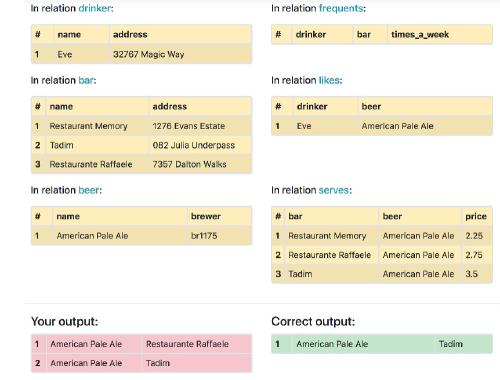 In relation drinker:
# name address
1 Eve 32767 Magic Way
In relation frequents:
# drinker bar times_a_week
In relation bar:
# name address
1 Restaurant Memory 1276 Evans Estate
2 Tadim 082 Julia Underpass
3 Restaurante Raffaele 7357 Dalton Walks
In relation likes:
# drinker beer
1 Eve American Pale Ale
In relation beer:
# name brewer
1 American Pale Ale br1175
In relation serves:
# bar beer price
1 Restaurant Memory American Pale Ale 2.25
2 Restaurante Raffaele American Pale Ale 2.75
3 Tadim American Pale Ale 3.5
Your output:
1 American Pale Ale Restaurante Raffaele
2 American Pale Ale Tadim
Correct output:
1 American Pale Ale Tadim